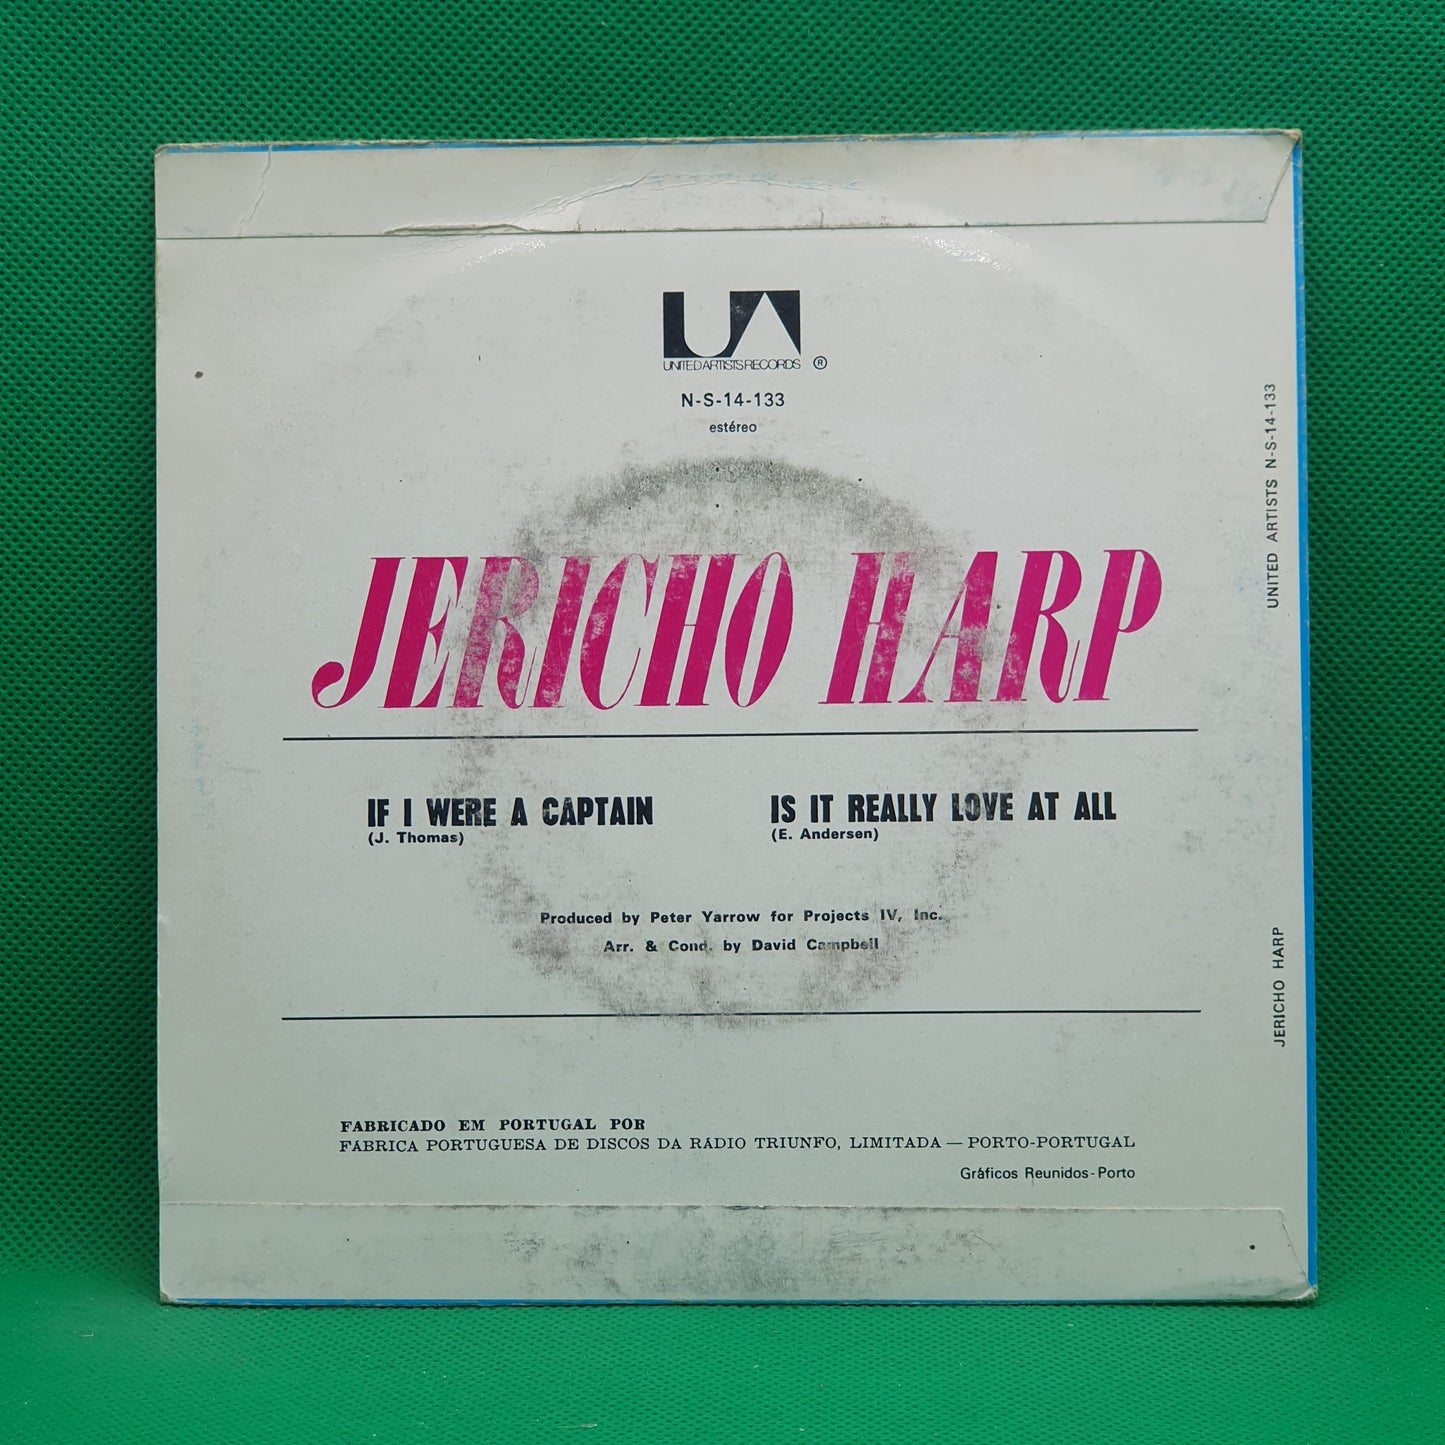 UA
UNITED ARTISTS RECORDS ®
N-S-14-133
estéreo
JERICHO HARP
IF I WERE A CAPTAIN
(J. Thomas)
IS IT REALLY LOVE AT ALL
(E. Andersen)
Produced by Peter Yarrow for Projects IV, Inc.
Arr. & Cond. by David Campbell
FABRICADO EM PORTUGAL POR
FÁBRICA PORTUGUESA DE DISCOS DA RÁDIO TRIUNFO, LIMITADA — PORTO-PORTUGAL
Gráficos Reunidos - Porto
UNITED ARTISTS N-S-14-133
JERICHO HARP